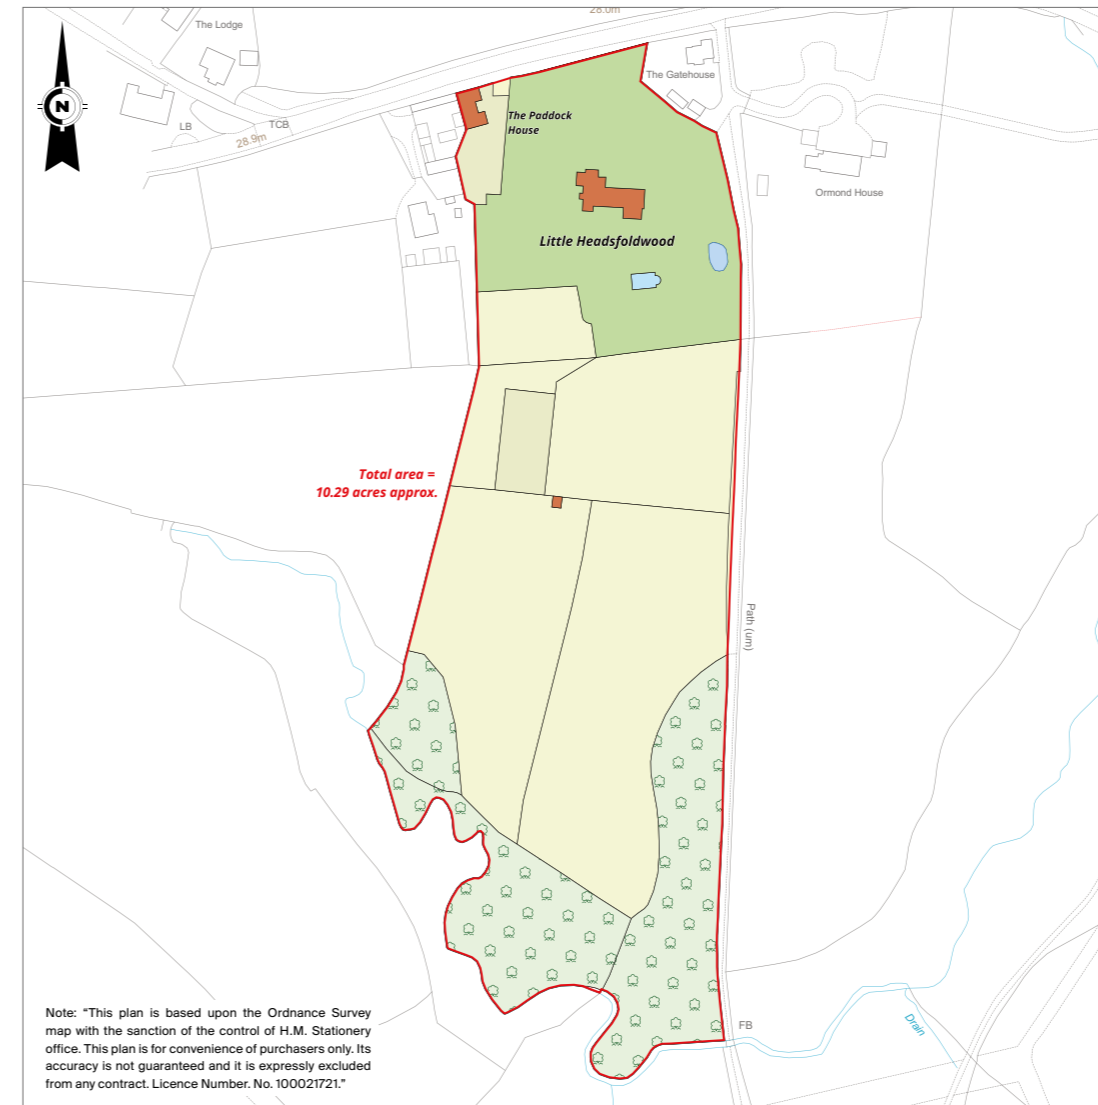 28.0m
The Lodge
The Gatehouse
N
The Paddock
House
LB
TCB
28.9m
Ormond House
Little Headsfoldwood
Total area =
10.29 acres approx.
Path (um)
Note: “This plan is based upon the Ordnance Survey
map with the sanction of the control of H.M. Stationery
office. This plan is for convenience of purchasers only. Its
accuracy is not guaranteed and it is expressly excluded
from any contract. Licence Number. No. 100021721.”
FB
Drain